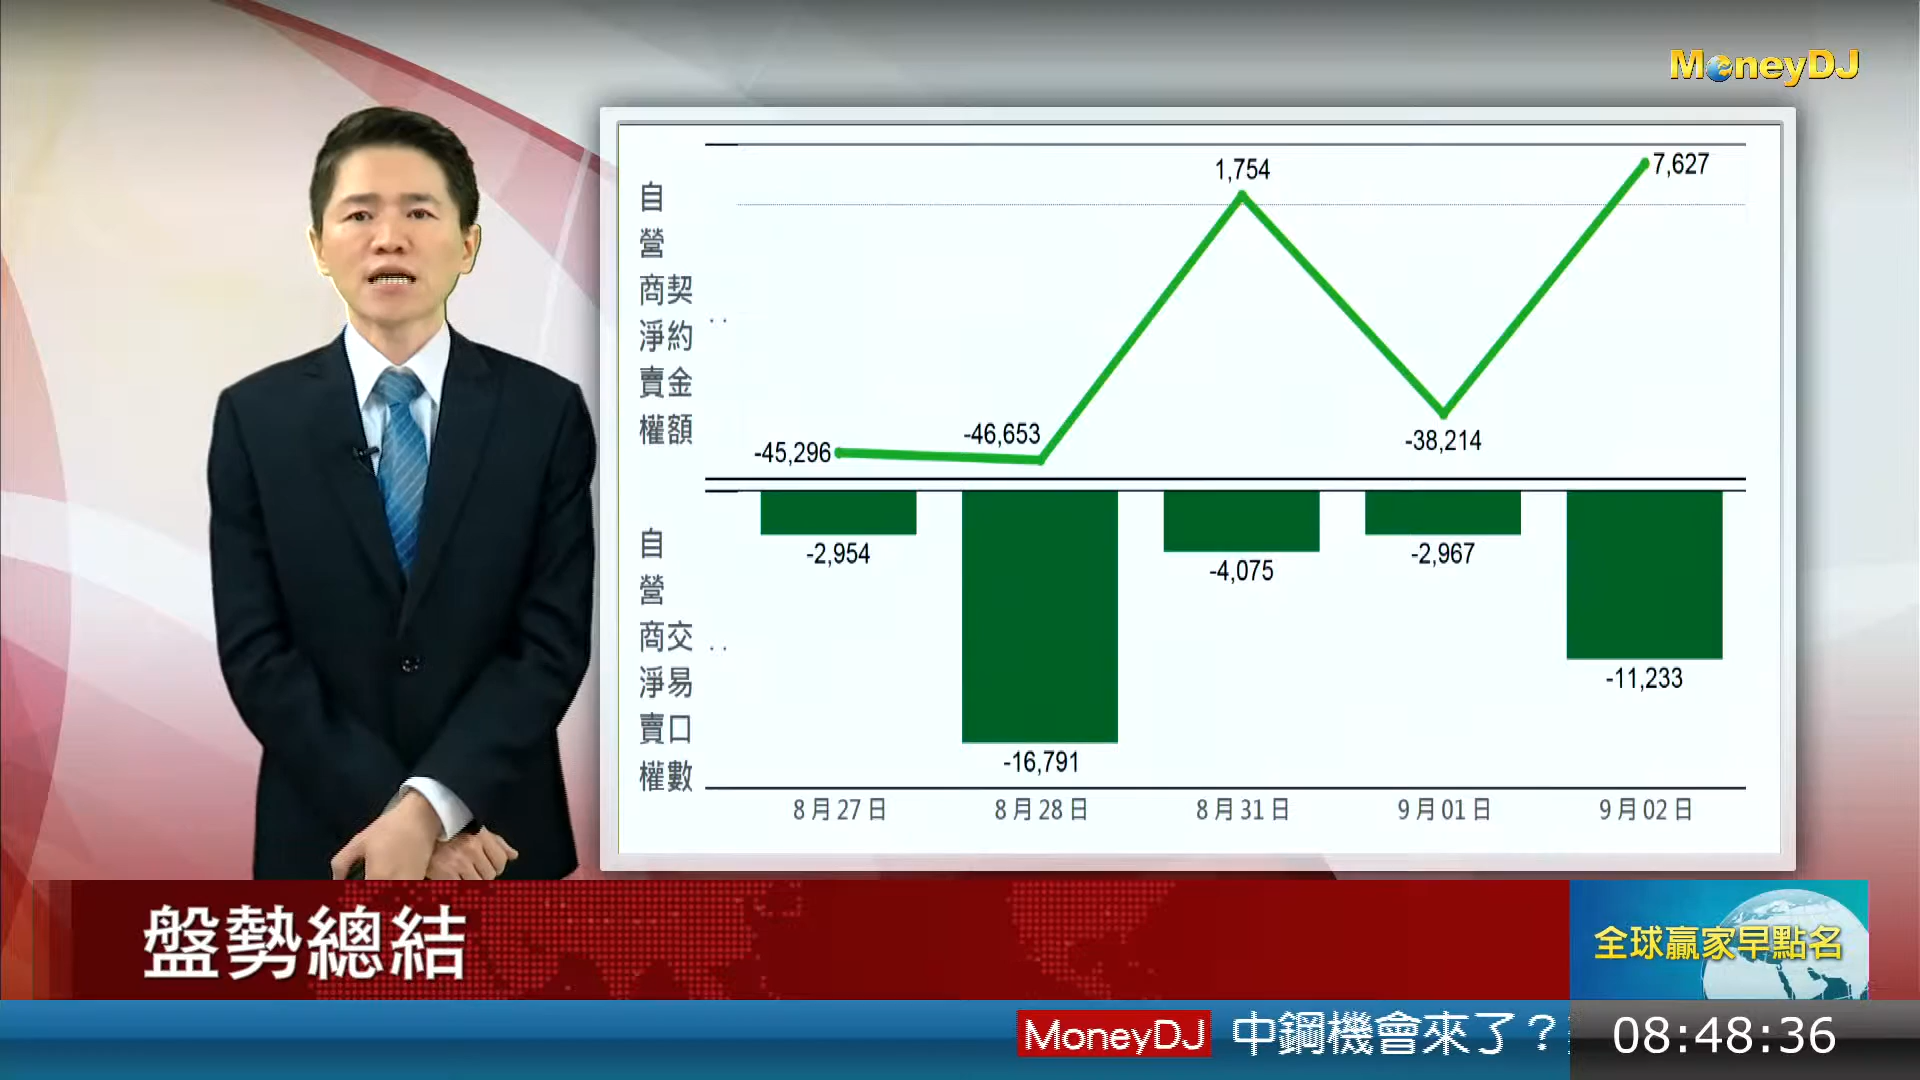 MoneyDJ
自營商淨賣權
契約金額
1,754
7,627
-45,296
-46,653
-38,214
自營商淨賣權
交易口數
-2,954
-16,791
-4,075
-2,967
-11,233
8月27日
8月28日
8月31日
9月01日
9月02日
盤勢總結
全球贏家早點名
MoneyDJ 中鋼機會來了？
08:48:36